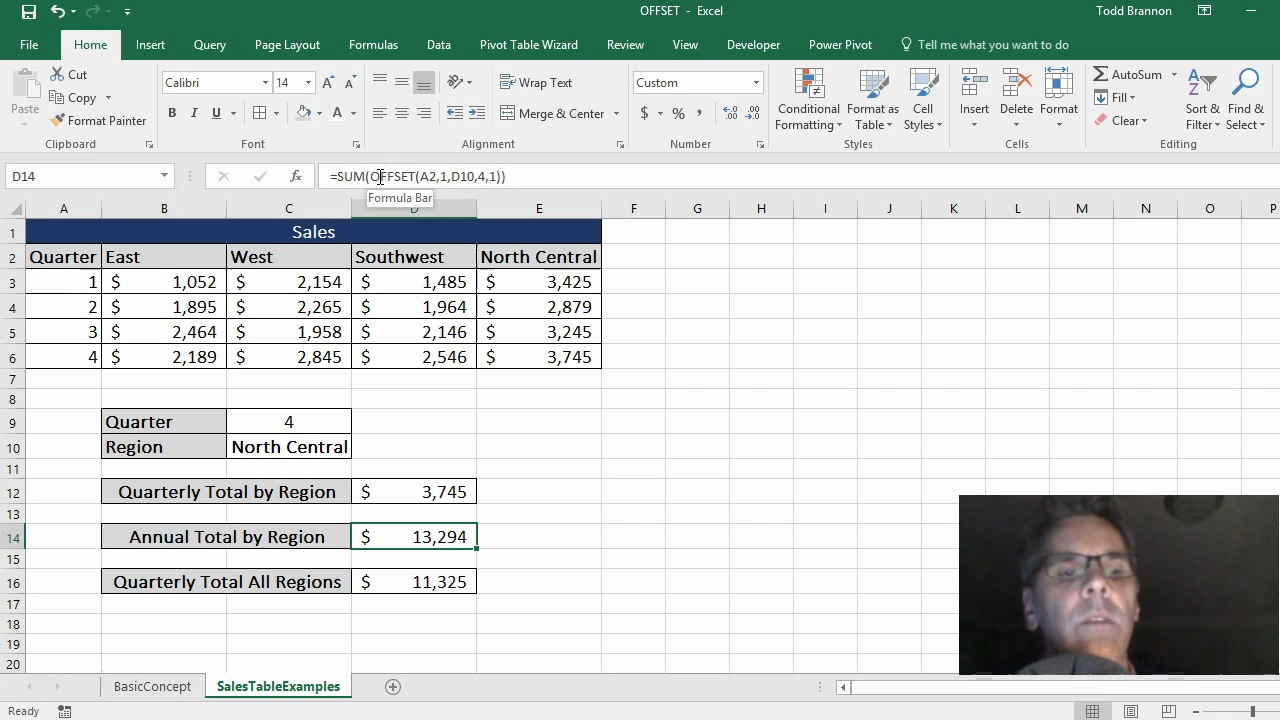 OFFSET - Excel
Todd Brannon
File Home Insert Query Page Layout Formulas Data Pivot Table Wizard Review View Developer Power Pivot Tell me what you want to do
Paste
Cut
Copy
Format Painter
Clipboard
Calibri 14
B I U
Font
Wrap Text
Merge & Center
Alignment
Custom
$ % ,
Number
Conditional Formatting
Format as Table
Cell Styles
Styles
Insert Delete Format
Cells
AutoSum
Fill
Clear
Sort & Filter
Find & Select
Editing
D14
=SUM(OFFSET(A2,1,D10,4,1))
Formula Bar
A B C D E F G H I J K L M N O P
1 Sales
2 Quarter East West Southwest North Central
3 1 $ 1,052 $ 2,154 $ 1,485 $ 3,425
4 2 $ 1,895 $ 2,265 $ 1,964 $ 2,879
5 3 $ 2,464 $ 1,958 $ 2,146 $ 3,245
6 4 $ 2,189 $ 2,845 $ 2,546 $ 3,745
7
8
9 Quarter 4
10 Region North Central
11
12 Quarterly Total by Region $ 3,745
13
14 Annual Total by Region $ 13,294
15
16 Quarterly Total All Regions $ 11,325
17
18
19
20
BasicConcept SalesTableExamples
Ready